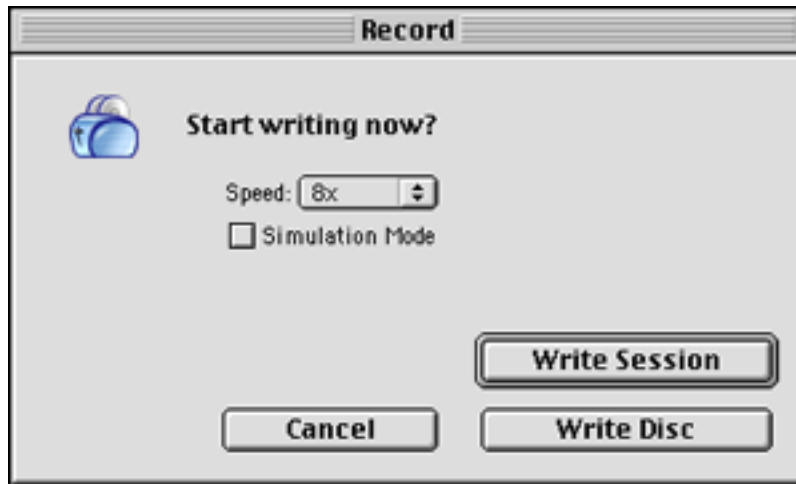 Record
Start writing now?
Speed: 8x
Simulation Mode
Write Session
Cancel
Write Disc